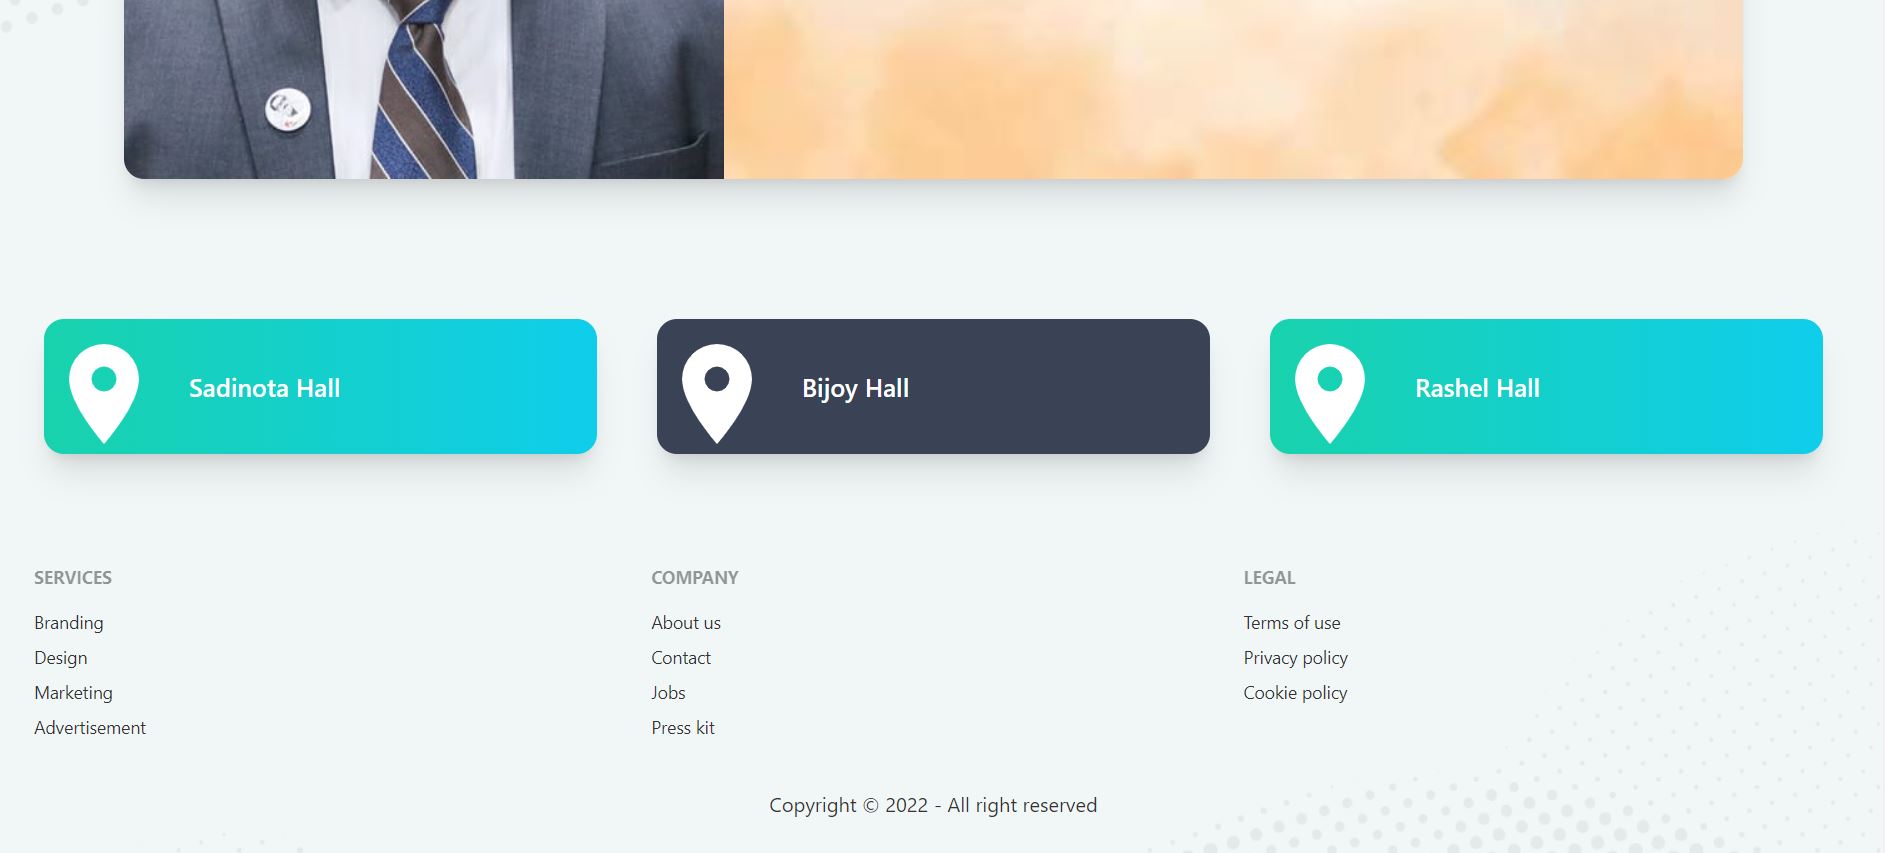 Sadinota Hall
Bijoy Hall
Rashel Hall
SERVICES
Branding
Design
Marketing
Advertisement
COMPANY
About us
Contact
Jobs
Press kit
LEGAL
Terms of use
Privacy policy
Cookie policy
Copyright © 2022 - All right reserved